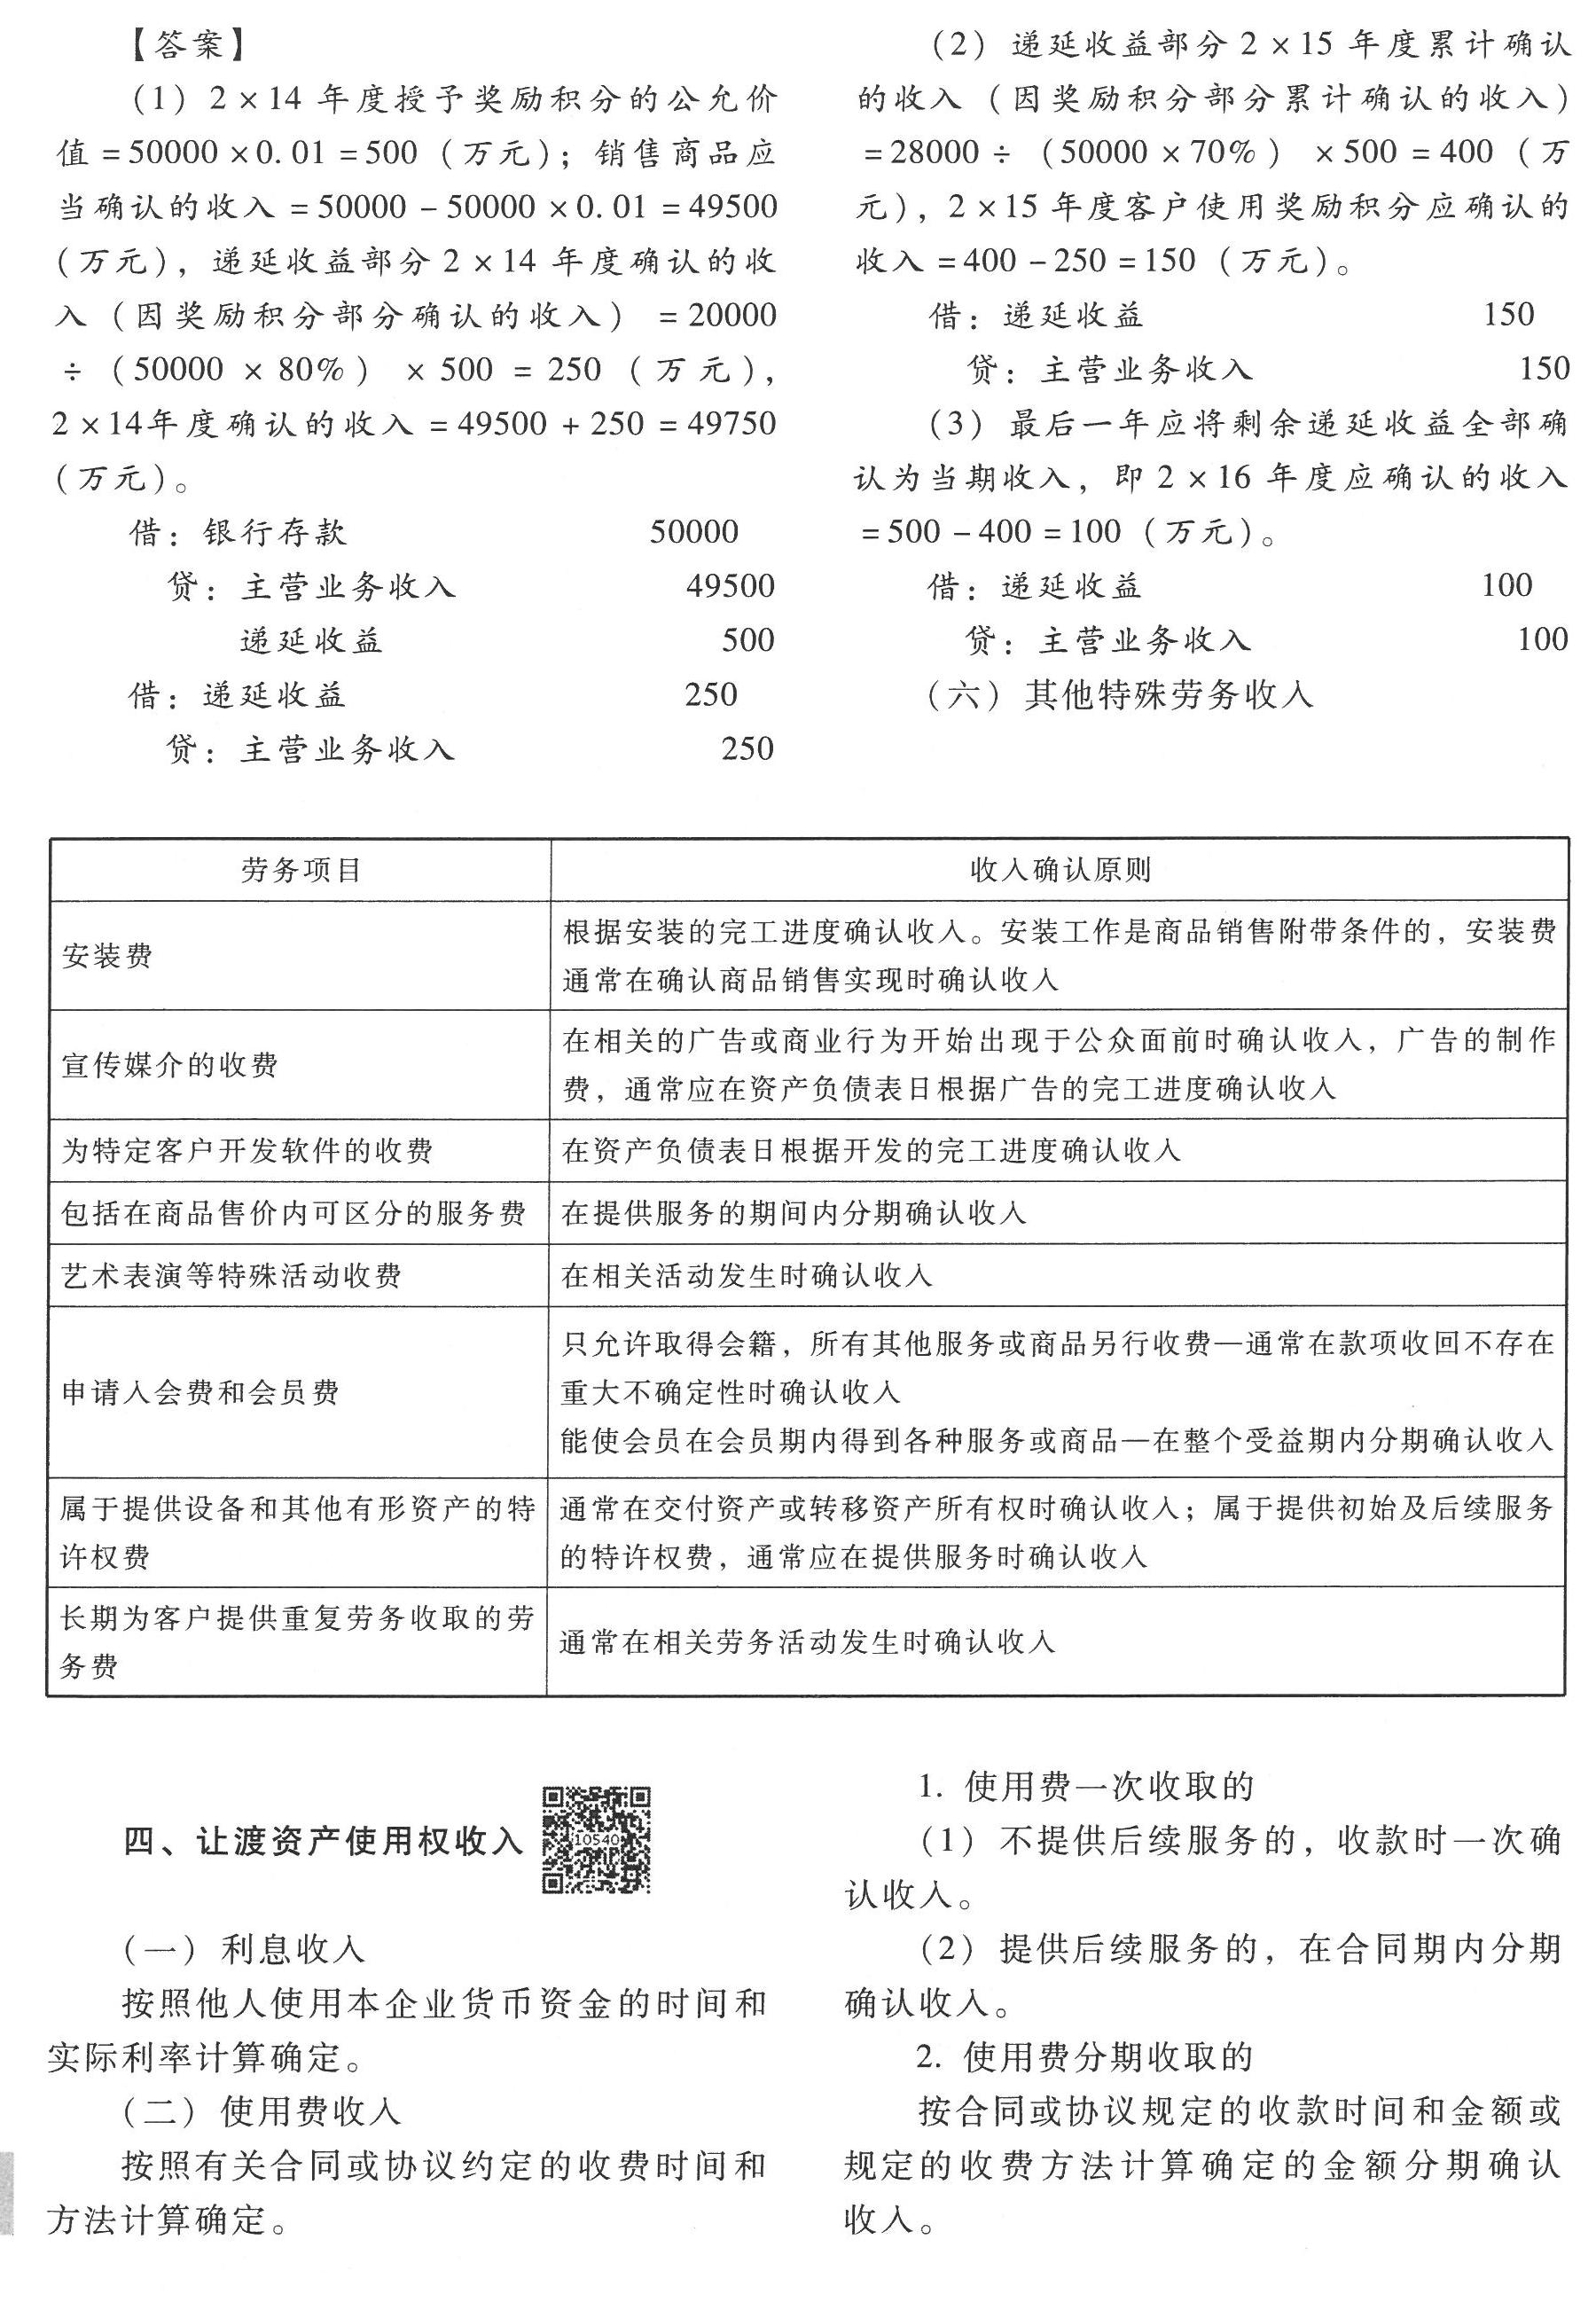 【答案】
(1) 2×14 年度授予奖励积分的公允价
值=50000×0.01=500(万元);销售商品应
当确认的收入=50000-50000×0.01=49500
(万元),递延收益部分 2×14 年度确认的收
入(因奖励积分部分确认的收入) =20000
÷(50000×80%)×500=250(万元),
2×14年度确认的收入=49500+250=49750
(万元)。
借:银行存款 50000
贷:主营业务收入 49500
递延收益 500
借:递延收益 250
贷:主营业务收入 250
(2) 递延收益部分 2×15 年度累计确认
的收入(因奖励积分部分累计确认的收入)
=28000÷(50000×70%)×500=400(万
元),2×15 年度客户使用奖励积分应确认的
收入=400-250=150(万元)。
借:递延收益 150
贷:主营业务收入 150
(3) 最后一年应将剩余递延收益全部确
认为当期收入,即 2×16 年度应确认的收入
=500-400=100(万元)。
借:递延收益 100
贷:主营业务收入 100
(六) 其他特殊劳务收入
劳务项目 收入确认原则
安装费
根据安装的完工进度确认收入。安装工作是商品销售附带条件的,安装费
通常在确认商品销售实现时确认收入
宣传媒介的收费
在相关的广告或商业行为开始出现于公众面前时确认收入,广告的制作
费,通常应在资产负债表日根据广告的完工进度确认收入
为特定客户开发软件的收费 在资产负债表日根据开发的完工进度确认收入
包括在商品售价内可区分的服务费 在提供服务的期间内分期确认收入
艺术表演等特殊活动收费 在相关活动发生时确认收入
申请入会费和会员费
只允许取得会籍,所有其他服务或商品另行收费—通常在款项收回不存在
重大不确定性时确认收入
能使会员在会员期内得到各种服务或商品—在整个受益期内分期确认收入
属于提供设备和其他有形资产的特
许权费
通常在交付资产或转移资产所有权时确认收入;属于提供初始及后续服务
的特许权费,通常应在提供服务时确认收入
长期为客户提供重复劳务收取的劳
务费
通常在相关劳务活动发生时确认收入
四、让渡资产使用权收入
10540
(一) 利息收入
按照他人使用本企业货币资金的时间和
实际利率计算确定。
(二) 使用费收入
按照有关合同或协议约定的收费时间和
方法计算确定。
1. 使用费一次收取的
(1) 不提供后续服务的,收款时一次确
认收入。
(2) 提供后续服务的,在合同期内分期
确认收入。
2. 使用费分期收取的
按合同或协议规定的收款时间和金额或
规定的收费方法计算确定的金额分期确认
收入。